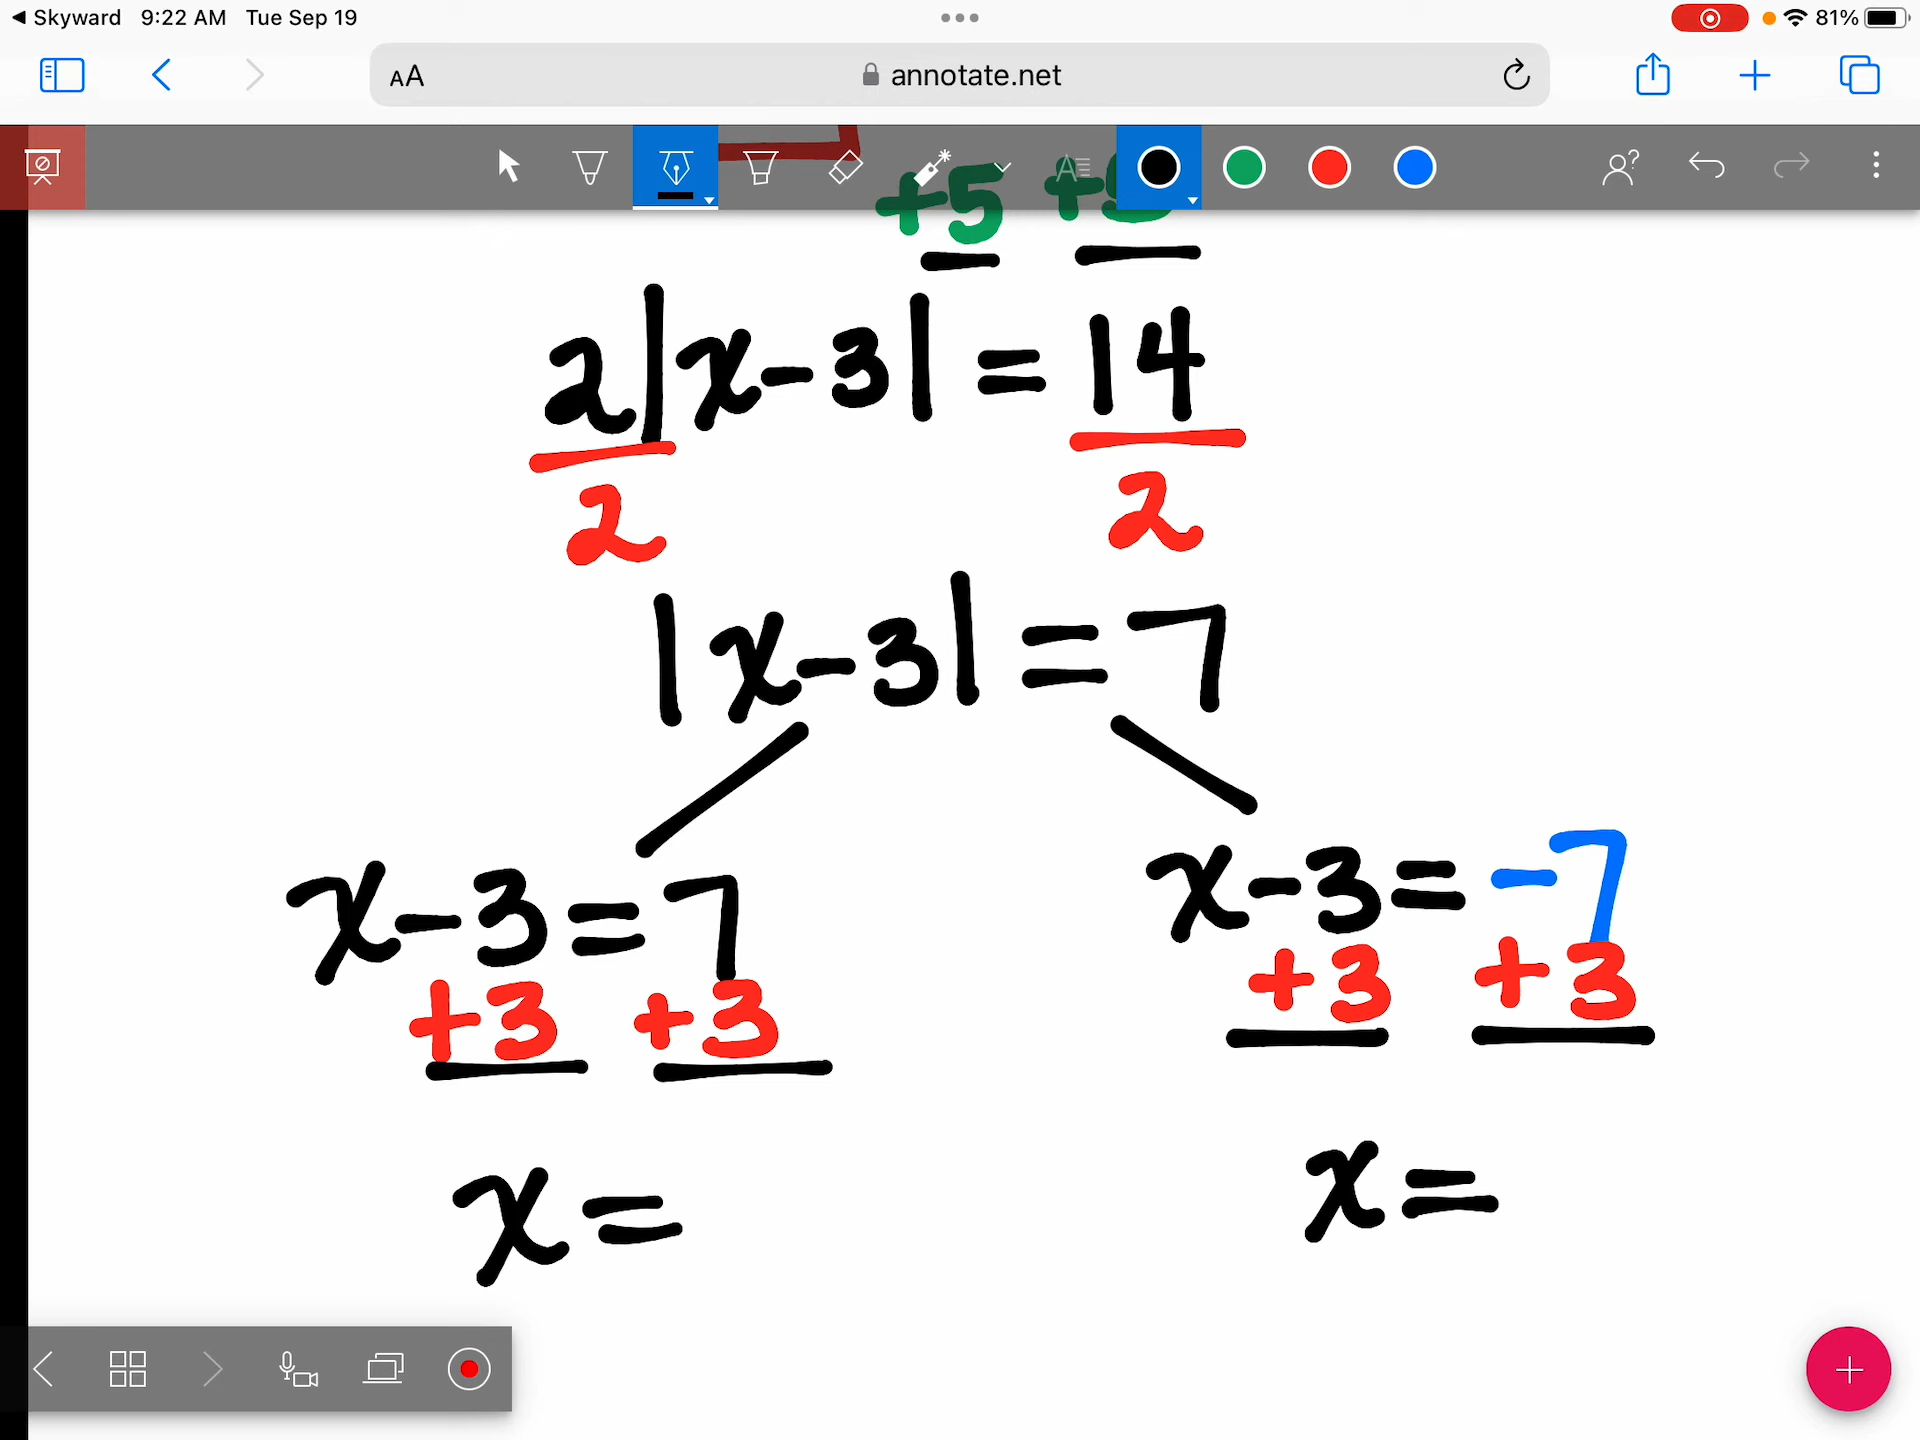 Skyward 9:22 AM Tue Sep 19 81%
AA annotate.net
+5 +5
2|x-3| = 14
2 2
|x-3| = 7
x-3=7 x-3=-7
+3 +3 +3 +3
x= x=